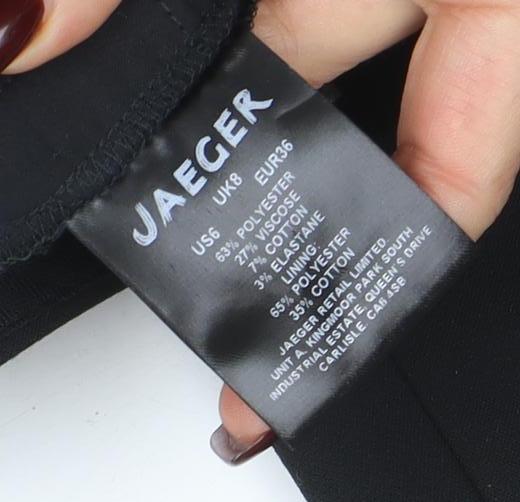 JAEGER
US6 UK8 EUR36
63% POLYESTER
27% VISCOSE
7% COTTON
3% ELASTANE
LINING:
65% POLYESTER
35% COTTON
JAEGER RETAIL LIMITED
UNIT A, KINGMOOR PARK SOUTH
INDUSTRIAL ESTATE, QUEEN'S DRIVE
CARLISLE, CA6 4SB